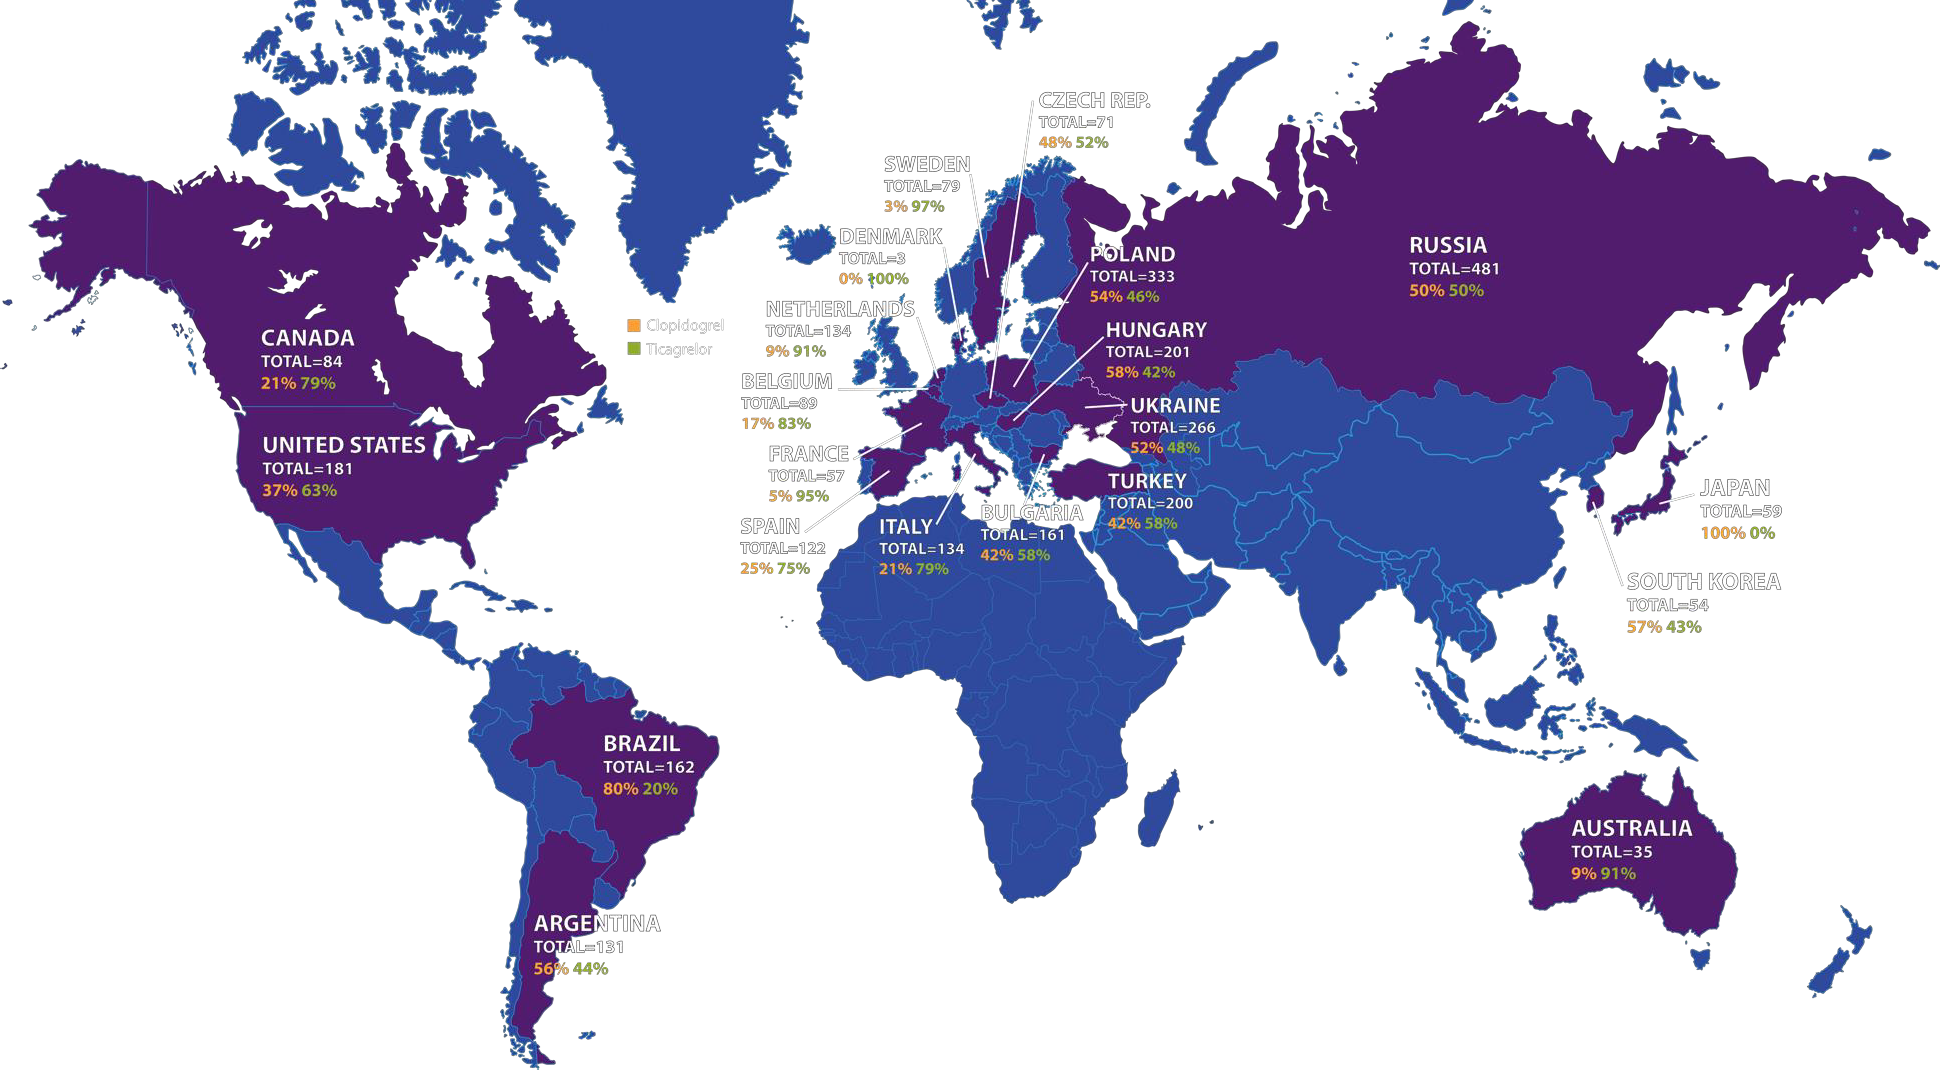 CZECH REP.
TOTAL=71
48% 52%
SWEDEN
TOTAL=79
3% 97%
DENMARK
TOTAL=3
0% 100%
POLAND
TOTAL=333
54% 46%
RUSSIA
TOTAL=481
50% 50%
NETHERLANDS
TOTAL=134
9% 91%
Clopidogrel
Ticagrelor
CANADA
TOTAL=84
21% 79%
HUNGARY
TOTAL=201
58% 42%
BELGIUM
TOTAL=89
17% 83%
UKRAINE
TOTAL=266
52% 48%
UNITED STATES
TOTAL=181
37% 63%
FRANCE
TOTAL=57
5% 95%
TURKEY
TOTAL=200
42% 58%
JAPAN
TOTAL=59
100% 0%
SPAIN
TOTAL=122
25% 75%
ITALY
TOTAL=134
21% 79%
BULGARIA
TOTAL=161
42% 58%
SOUTH KOREA
TOTAL=54
57% 43%
BRAZIL
TOTAL=162
80% 20%
AUSTRALIA
TOTAL=35
9% 91%
ARGENTINA
TOTAL=131
56% 44%